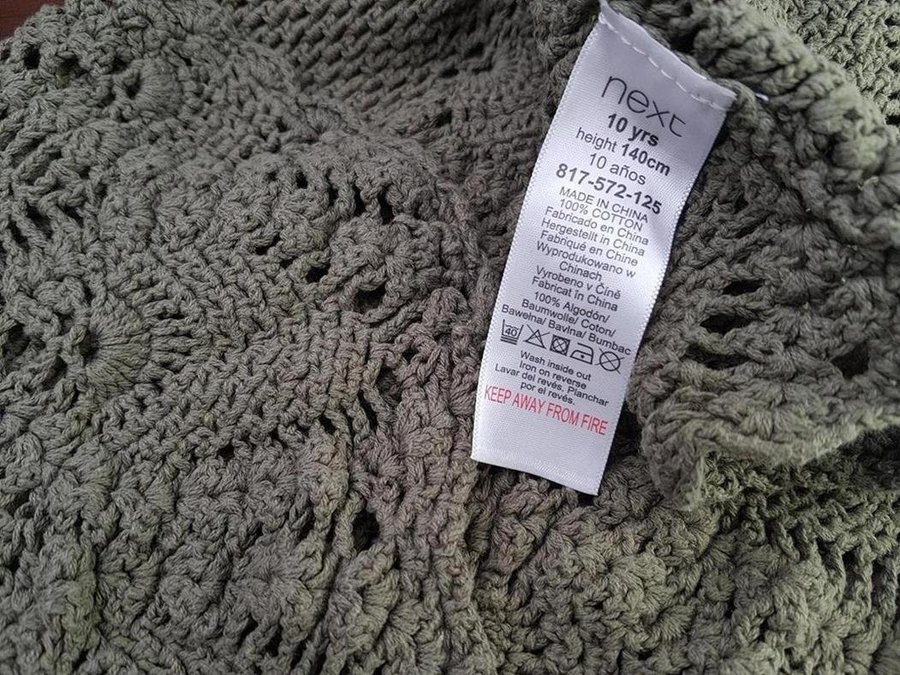 next
10 yrs
height 140cm
10 años
817-572-125
MADE IN CHINA
100% COTTON
Fabricado en China
Hergestellt in China
Fabriqué en Chine
Wyprodukowano w
Chinach
Vyrobeno v Číně
Fabricat în China
100% Algodón/
Baumwolle/ Coton/
Bawełna/ Bavlna/ Bumbac
40
Wash inside out
Iron on reverse
Lavar del revés. Planchar
por el revés.
KEEP AWAY FROM FIRE